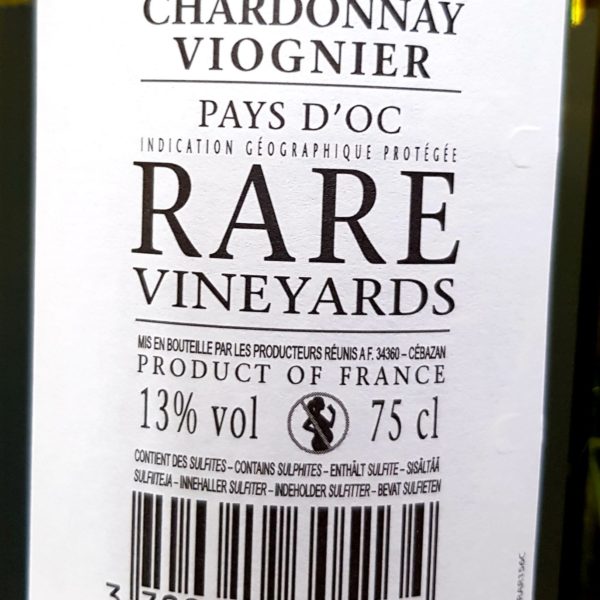 CHARDONNAY
VIOGNIER
PAYS D'OC
INDICATION GÉOGRAPHIQUE PROTÉGÉE
RARE
VINEYARDS
MIS EN BOUTEILLE PAR LES PRODUCTEURS RÉUNIS A F. 34360 – CÉBAZAN
PRODUCT OF FRANCE
13% vol 75 cl
CONTIENT DES SULFITES – CONTAINS SULPHITES – ENTHÄLT SULFITE – SISÄLTÄÄ
SULFIITEJA – INNEHALLER SULFITER – INDEHOLDER SULFITTER – BEVAT SULFIETEN